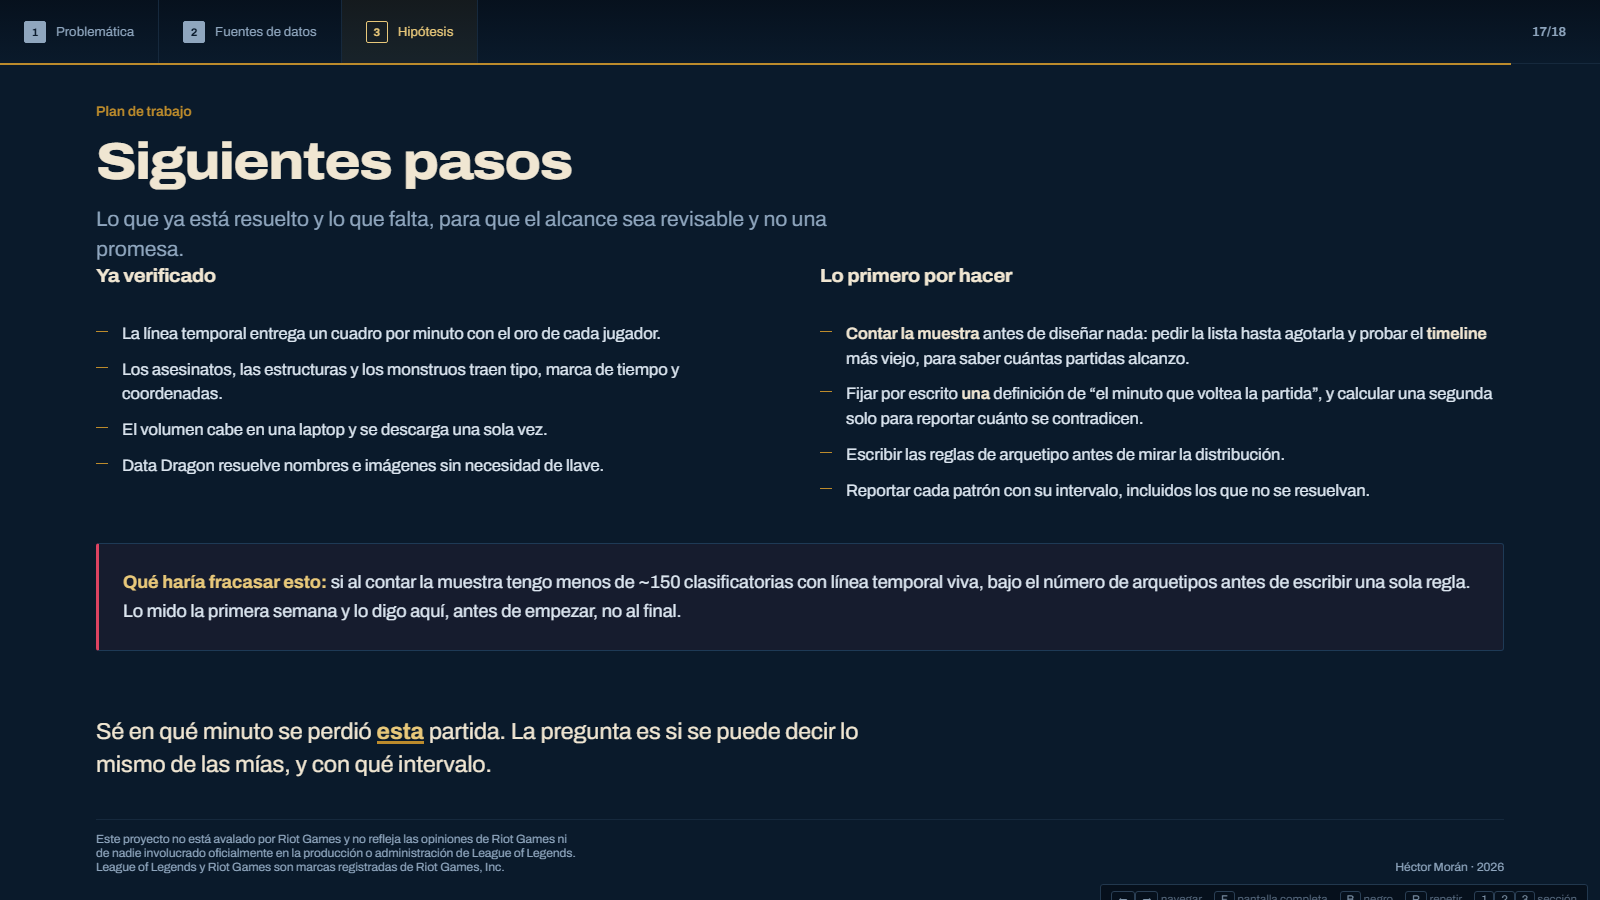 1 Problemática
2 Fuentes de datos
3 Hipótesis
17/18
Plan de trabajo
Siguientes pasos
Lo que ya está resuelto y lo que falta, para que el alcance sea revisable y no una
promesa.
Ya verificado
— La línea temporal entrega un cuadro por minuto con el oro de cada jugador.
— Los asesinatos, las estructuras y los monstruos traen tipo, marca de tiempo y
coordenadas.
— El volumen cabe en una laptop y se descarga una sola vez.
— Data Dragon resuelve nombres e imágenes sin necesidad de llave.
Lo primero por hacer
— Contar la muestra antes de diseñar nada: pedir la lista hasta agotarla y probar el timeline
más viejo, para saber cuántas partidas alcanzo.
— Fijar por escrito una definición de “el minuto que voltea la partida”, y calcular una segunda
solo para reportar cuánto se contradicen.
— Escribir las reglas de arquetipo antes de mirar la distribución.
— Reportar cada patrón con su intervalo, incluidos los que no se resuelvan.
Qué haría fracasar esto: si al contar la muestra tengo menos de ~150 clasificatorias con línea temporal viva, bajo el número de arquetipos antes de escribir una sola regla.
Lo mido la primera semana y lo digo aquí, antes de empezar, no al final.
Sé en qué minuto se perdió esta partida. La pregunta es si se puede decir lo
mismo de las mías, y con qué intervalo.
Este proyecto no está avalado por Riot Games y no refleja las opiniones de Riot Games ni
de nadie involucrado oficialmente en la producción o administración de League of Legends.
League of Legends y Riot Games son marcas registradas de Riot Games, Inc.
Héctor Morán · 2026
← → navegar F pantalla completa B negro R repetir 1 2 3 sección